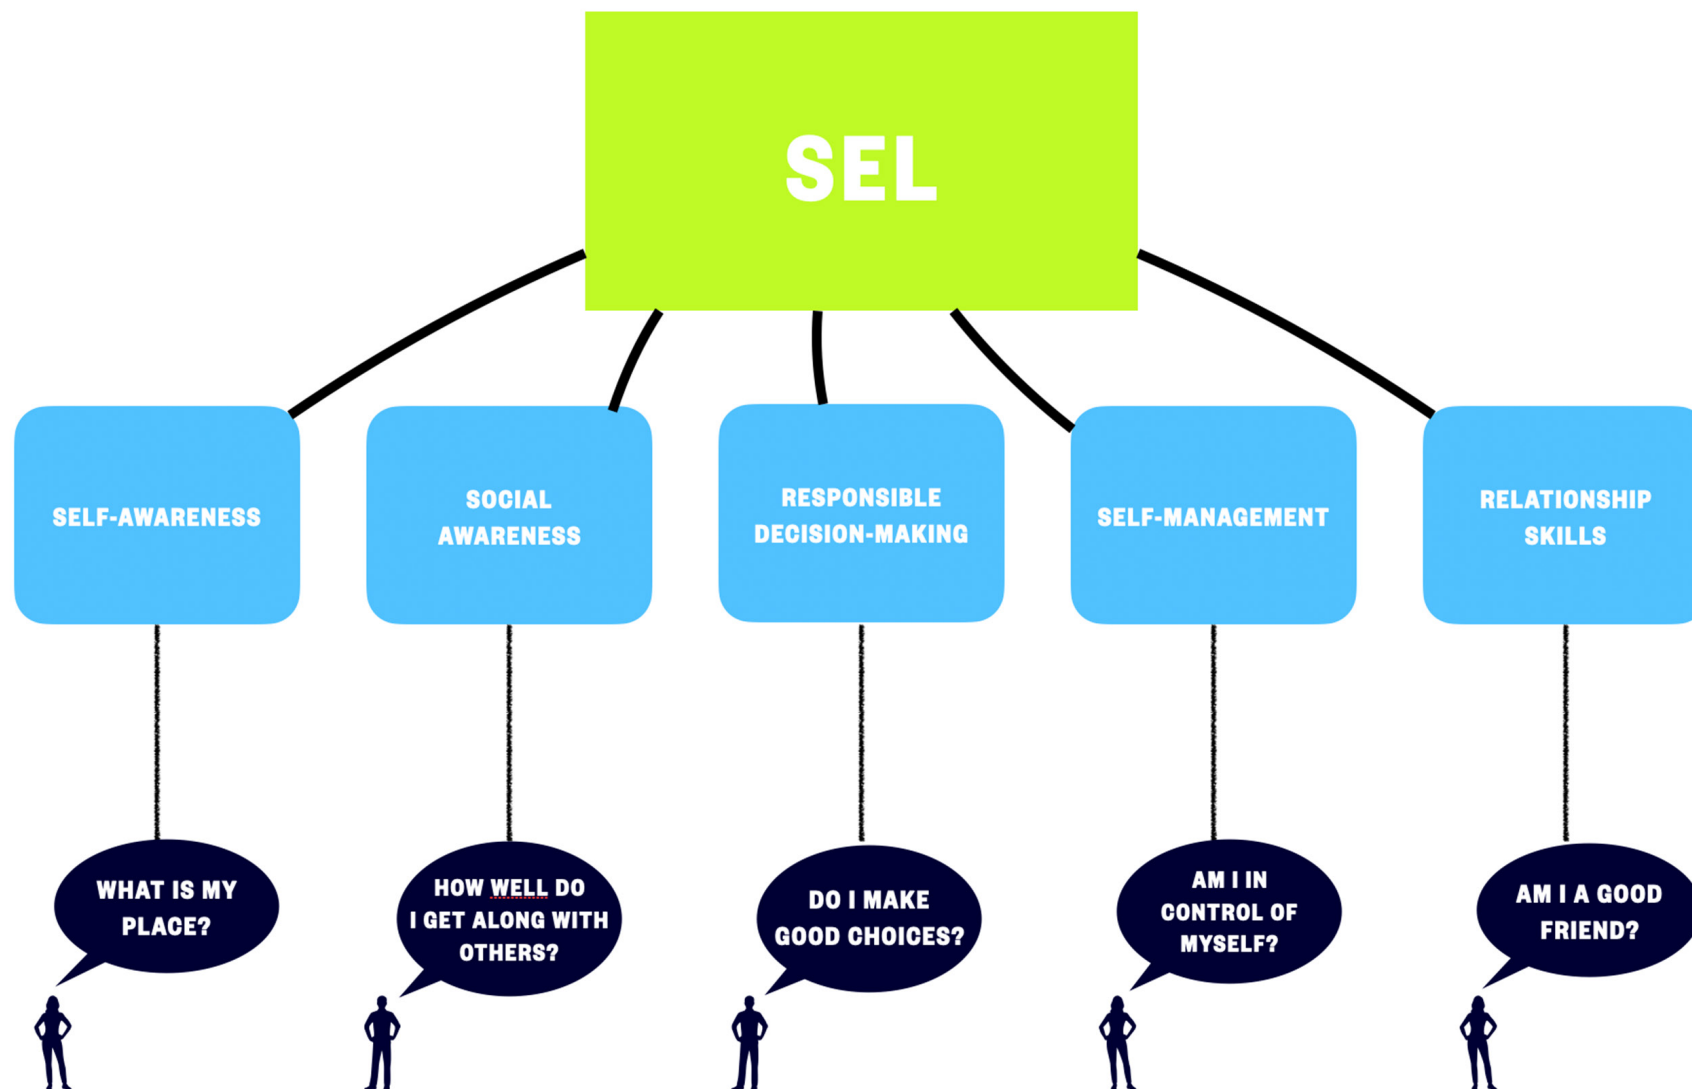 SEL
SELF-AWARENESS
SOCIAL
AWARENESS
RESPONSIBLE
DECISION-MAKING
SELF-MANAGEMENT
RELATIONSHIP
SKILLS
WHAT IS MY
PLACE?
HOW WELL DO
I GET ALONG WITH
OTHERS?
DO I MAKE
GOOD CHOICES?
AM I IN
CONTROL OF
MYSELF?
AM I A GOOD
FRIEND?